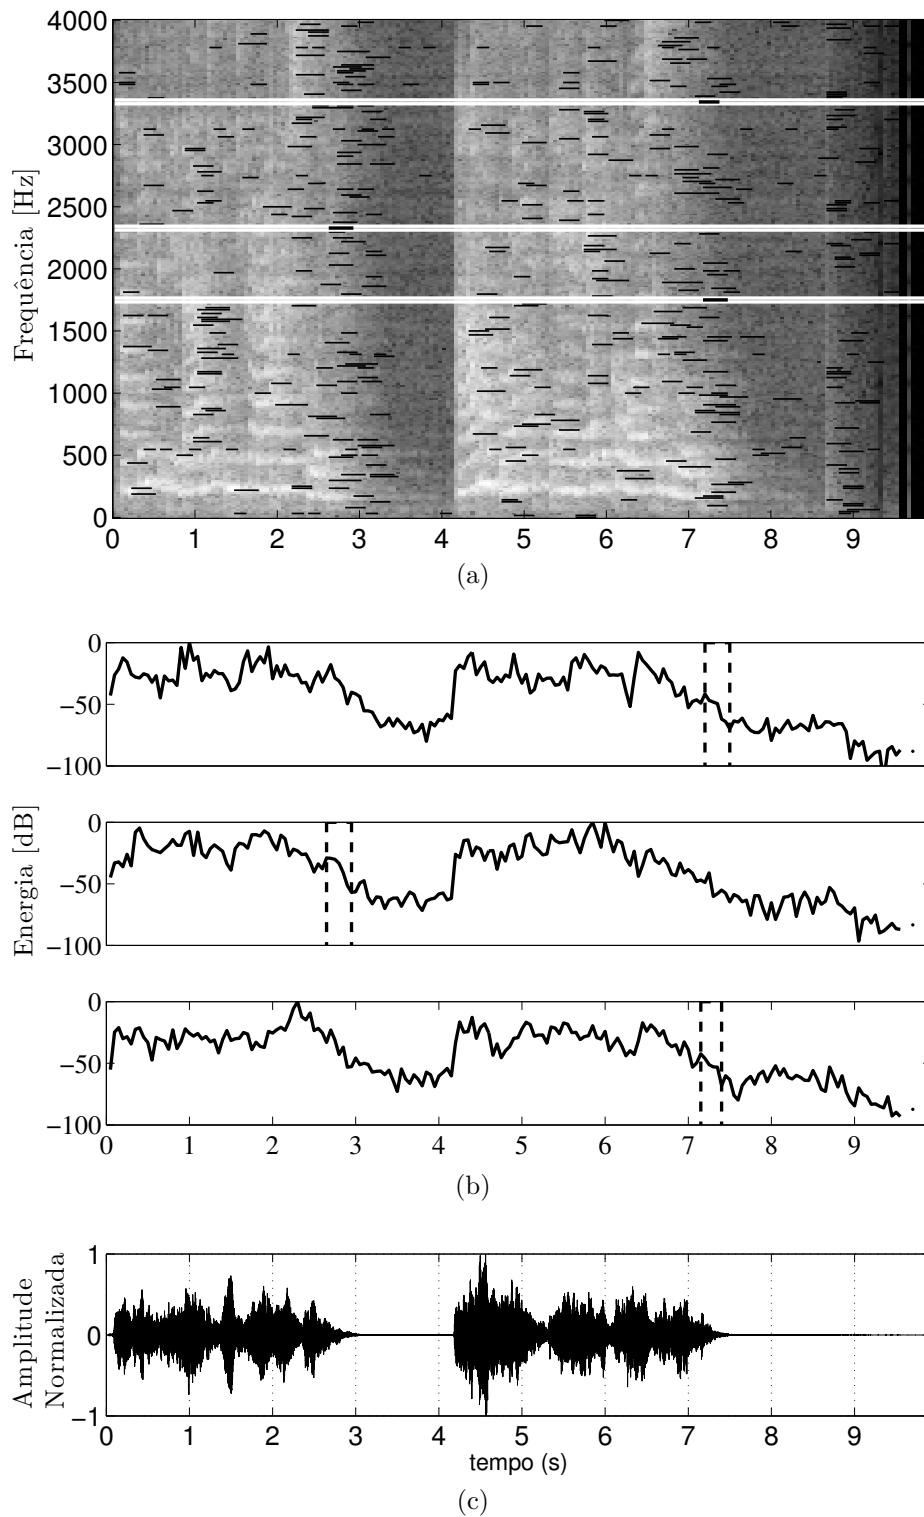 4000
3500
3000
2500
2000
1500
1000
500
0
Frequência [Hz]
0 1 2 3 4 5 6 7 8 9
(a)
0
−50
−100
0
−50
−100
0
−50
−100
Energia [dB]
0 1 2 3 4 5 6 7 8 9
(b)
1
0
−1
Amplitude
Normalizada
0 1 2 3 4 5 6 7 8 9
tempo (s)
(c)